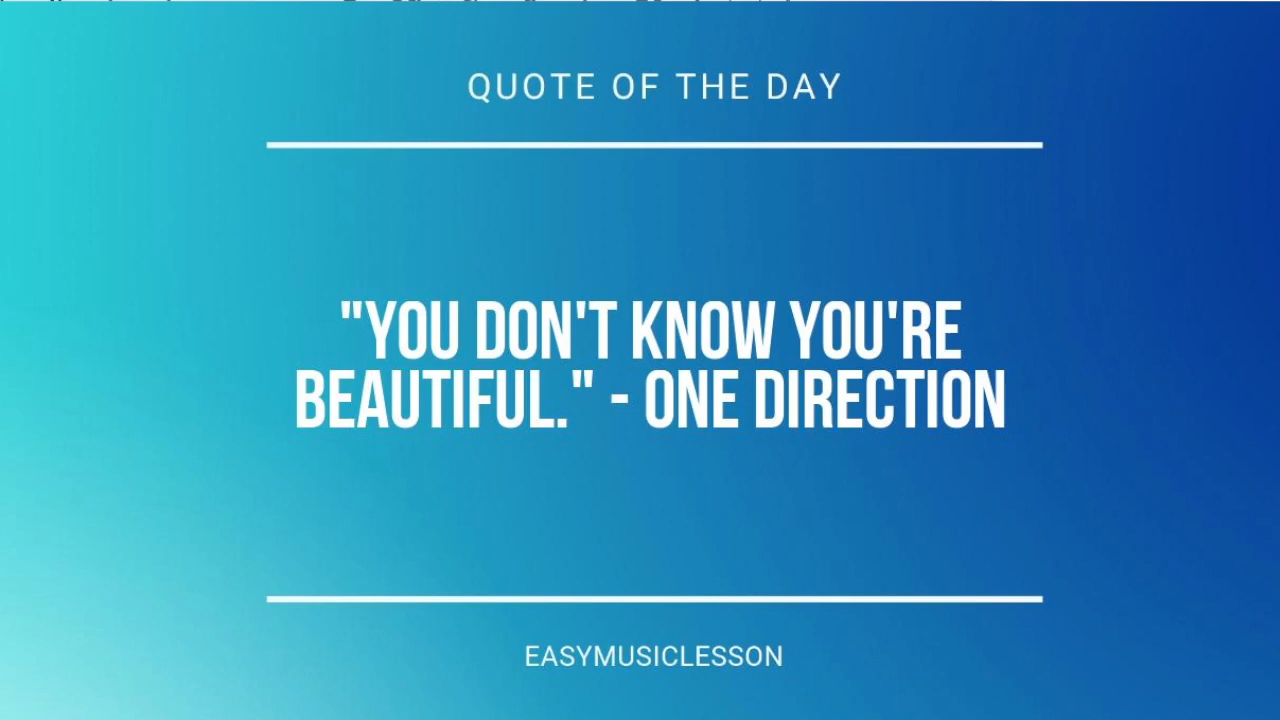 QUOTE OF THE DAY
"YOU DON'T KNOW YOU'RE
BEAUTIFUL." - ONE DIRECTION
EASYMUSICLESSON